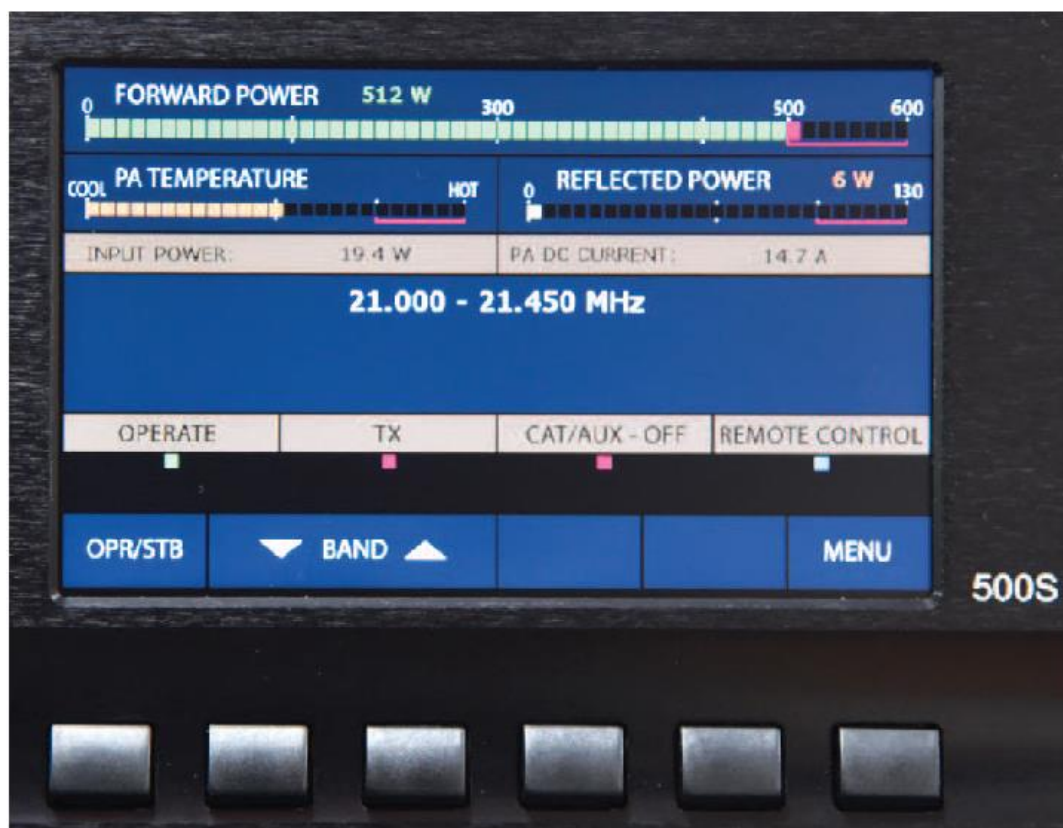 FORWARD POWER 512 W
0 300 500 600
PA TEMPERATURE
COOL HOT
REFLECTED POWER 6 W
0 130
INPUT POWER: 19.4 W PA DC CURRENT: 14.7 A
21.000 - 21.450 MHz
OPERATE TX CAT/AUX - OFF REMOTE CONTROL
OPR/STB BAND MENU
500S